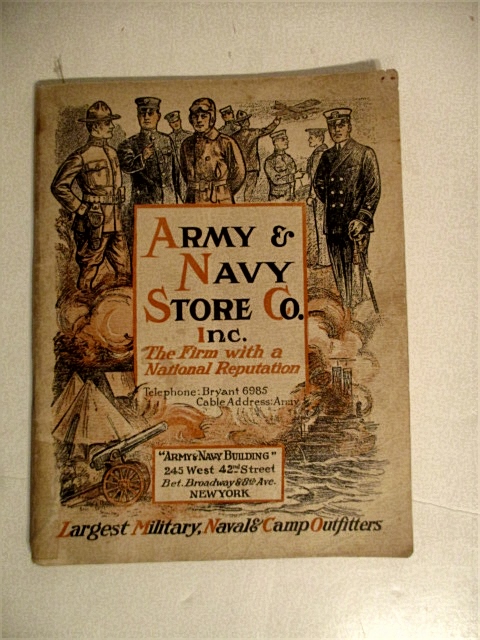 ARMY &
NAVY
STORE CO.
INC.
The Firm with a
National Reputation
Telephone: Bryant 6985
Cable Address: Army
"ARMY & NAVY BUILDING"
245 West 42nd Street
Bet. Broadway & 8th Ave.
NEW YORK
Largest Military, Naval & Camp Outfitters